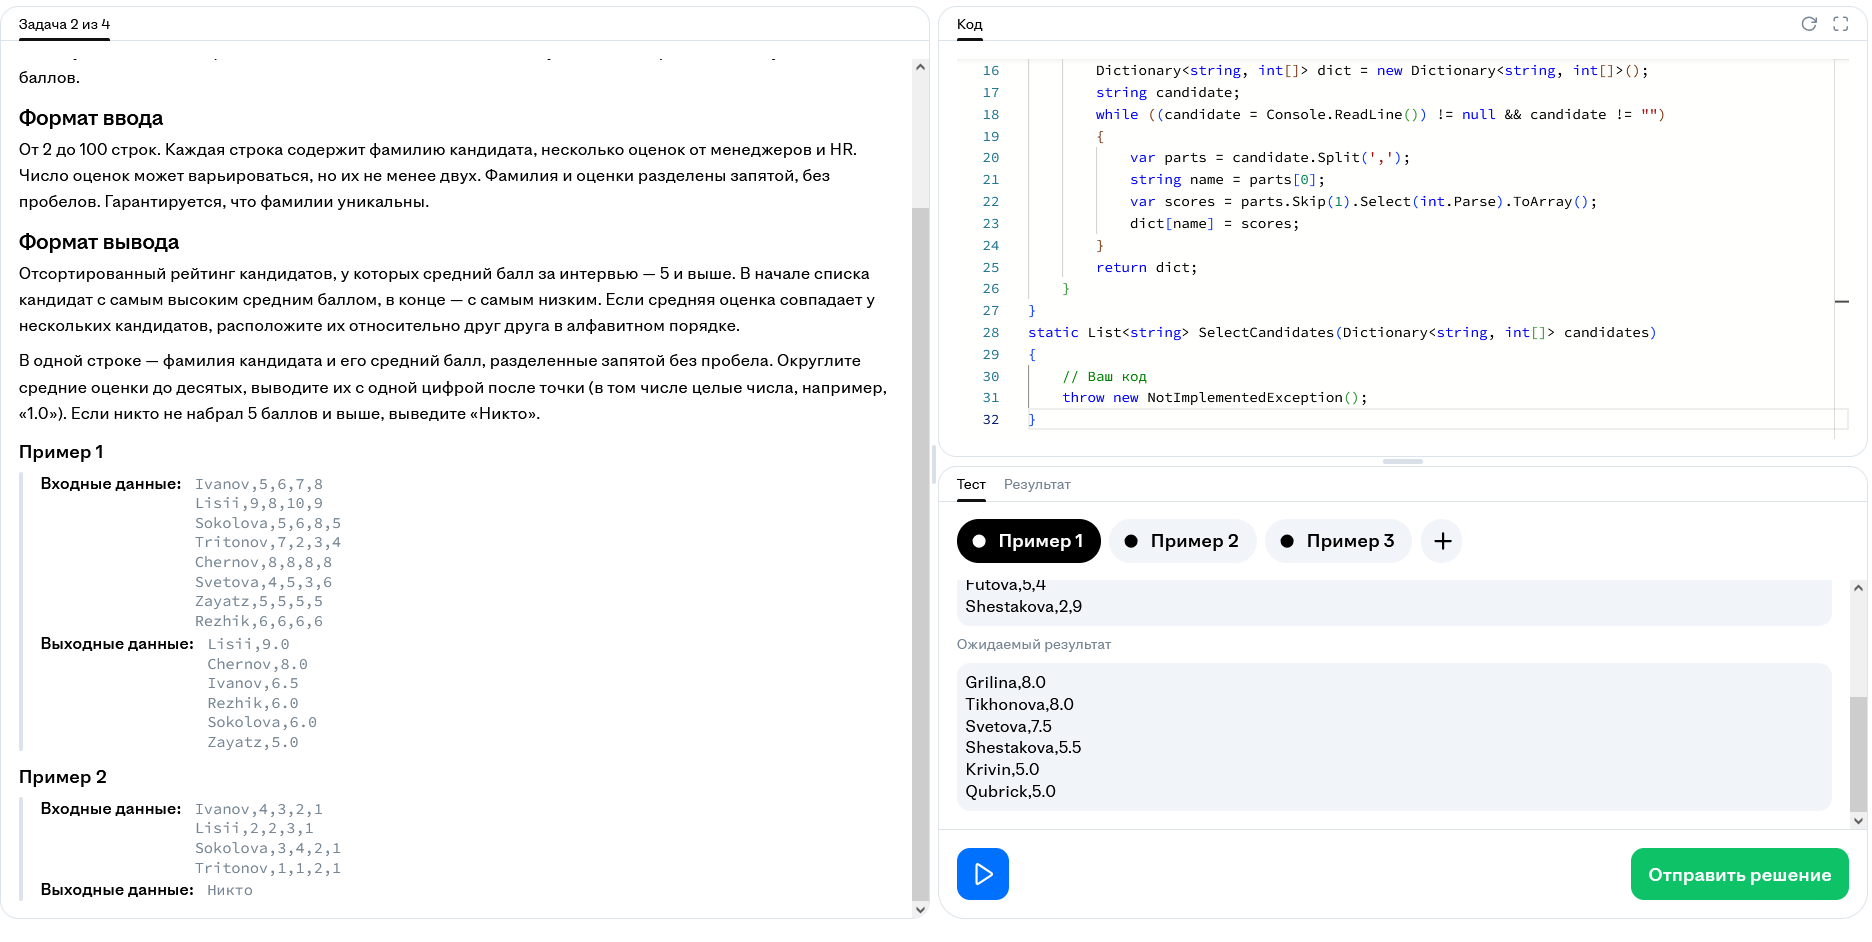 Задача 2 из 4
баллов.
Формат ввода
От 2 до 100 строк. Каждая строка содержит фамилию кандидата, несколько оценок от менеджеров и HR.
Число оценок может варьироваться, но их не менее двух. Фамилия и оценки разделены запятой, без
пробелов. Гарантируется, что фамилии уникальны.
Формат вывода
Отсортированный рейтинг кандидатов, у которых средний балл за интервью — 5 и выше. В начале списка
кандидат с самым высоким средним баллом, в конце — с самым низким. Если средняя оценка совпадает у
нескольких кандидатов, расположите их относительно друг друга в алфавитном порядке.
В одной строке — фамилия кандидата и его средний балл, разделенные запятой без пробела. Округлите
средние оценки до десятых, выводите их с одной цифрой после точки (в том числе целые числа, например,
«1.0»). Если никто не набрал 5 баллов и выше, выведите «Никто».
Пример 1
Входные данные: Ivanov,5,6,7,8
Lisii,9,8,10,9
Sokolova,5,6,8,5
Tritonov,7,2,3,4
Chernov,8,8,8,8
Svetova,4,5,3,6
Zayatz,5,5,5,5
Rezhik,6,6,6,6
Выходные данные: Lisii,9.0
Chernov,8.0
Ivanov,6.5
Rezhik,6.0
Sokolova,6.0
Zayatz,5.0
Пример 2
Входные данные: Ivanov,4,3,2,1
Lisii,2,2,3,1
Sokolova,3,4,2,1
Tritonov,1,1,2,1
Выходные данные: Никто
Код
16 Dictionary<string, int[]> dict = new Dictionary<string, int[]>();
17 string candidate;
18 while ((candidate = Console.ReadLine()) != null && candidate != "")
19 {
20 var parts = candidate.Split(',');
21 string name = parts[0];
22 var scores = parts.Skip(1).Select(int.Parse).ToArray();
23 dict[name] = scores;
24 }
25 return dict;
26 }
27 }
28 static List<string> SelectCandidates(Dictionary<string, int[]> candidates)
29 {
30 // Ваш код
31 throw new NotImplementedException();
32 }
Тест Результат
Пример 1 Пример 2 Пример 3 +
Futova,5,4
Shestakova,2,9
Ожидаемый результат
Grilina,8.0
Tikhonova,8.0
Svetova,7.5
Shestakova,5.5
Krivin,5.0
Qubrick,5.0
Отправить решение